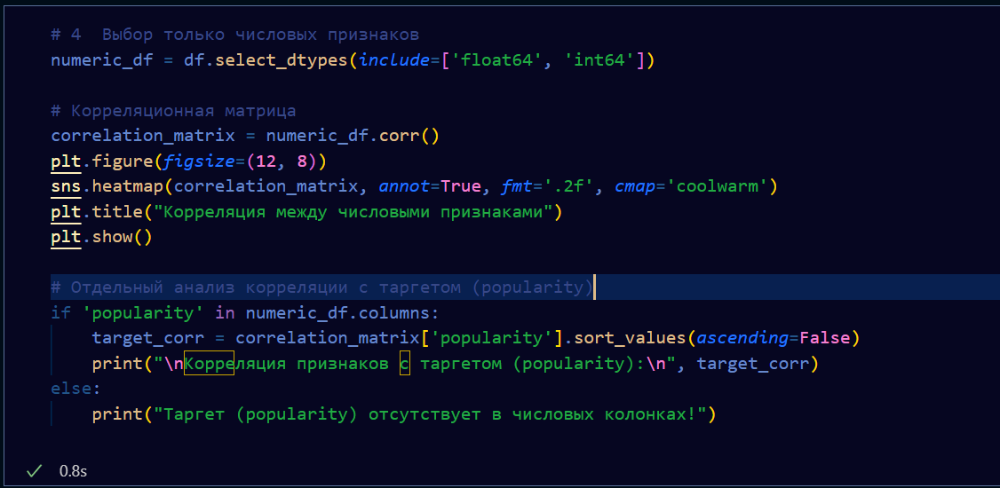 # 4  Выбор только числовых признаков
numeric_df = df.select_dtypes(include=['float64', 'int64'])
# Корреляционная матрица
correlation_matrix = numeric_df.corr()
plt.figure(figsize=(12, 8))
sns.heatmap(correlation_matrix, annot=True, fmt='.2f', cmap='coolwarm')
plt.title("Корреляция между числовыми признаками")
plt.show()
# Отдельный анализ корреляции с таргетом (popularity)
if 'popularity' in numeric_df.columns:
    target_corr = correlation_matrix['popularity'].sort_values(ascending=False)
    print("\nКорреляция признаков с таргетом (popularity):\n", target_corr)
else:
    print("Таргет (popularity) отсутствует в числовых колонках!")
0.8s